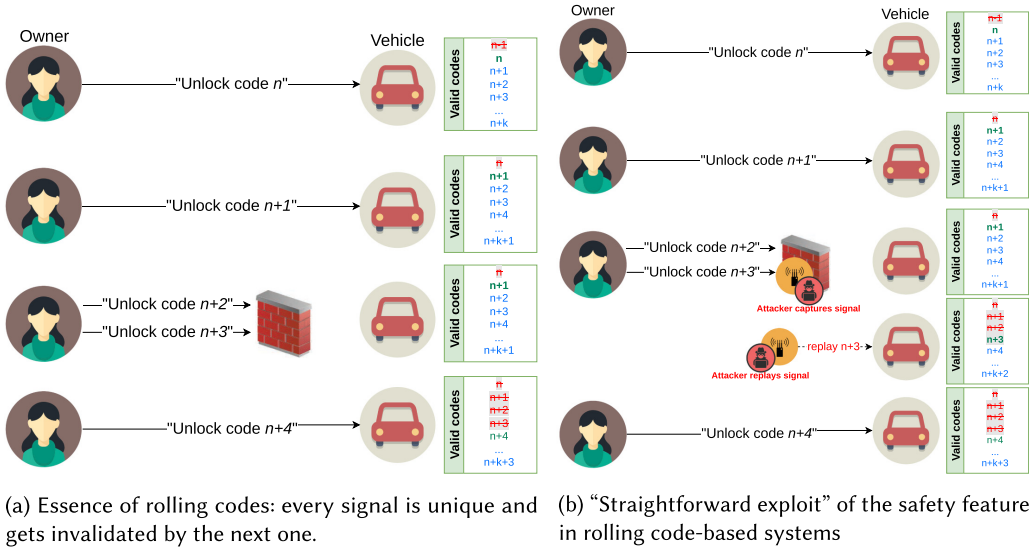 Owner
Vehicle
"Unlock code n"
Valid codes
n-1
n
n+1
n+2
n+3
...
n+k
"Unlock code n+1"
Valid codes
n
n+1
n+2
n+3
n+4
...
n+k+1
"Unlock code n+2"
"Unlock code n+3"
Valid codes
n
n+1
n+2
n+3
n+4
...
n+k+1
"Unlock code n+4"
Valid codes
n
n+1
n+2
n+3
n+4
...
n+k+3
(a) Essence of rolling codes: every signal is unique and
gets invalidated by the next one.
Owner
Vehicle
"Unlock code n"
Valid codes
n-1
n
n+1
n+2
n+3
...
n+k
"Unlock code n+1"
Valid codes
n
n+1
n+2
n+3
n+4
...
n+k+1
"Unlock code n+2"
"Unlock code n+3"
Attacker captures signal
Valid codes
n
n+1
n+2
n+3
n+4
...
n+k+1
replay n+3
Attacker replays signal
Valid codes
n
n+1
n+2
n+3
n+4
...
n+k+2
"Unlock code n+4"
Valid codes
n
n+1
n+2
n+3
n+4
...
n+k+3
(b) “Straightforward exploit” of the safety feature
in rolling code-based systems